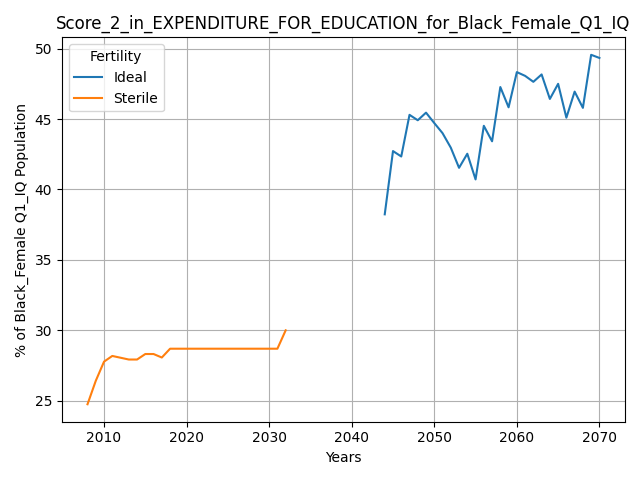 Score_2_in_EXPENDITURE_FOR_EDUCATION_for_Black_Female_Q1_IQ
Fertility
Ideal
Sterile
% of Black_Female Q1_IQ Population
50
45
40
35
30
25
2010 2020 2030 2040 2050 2060 2070
Years